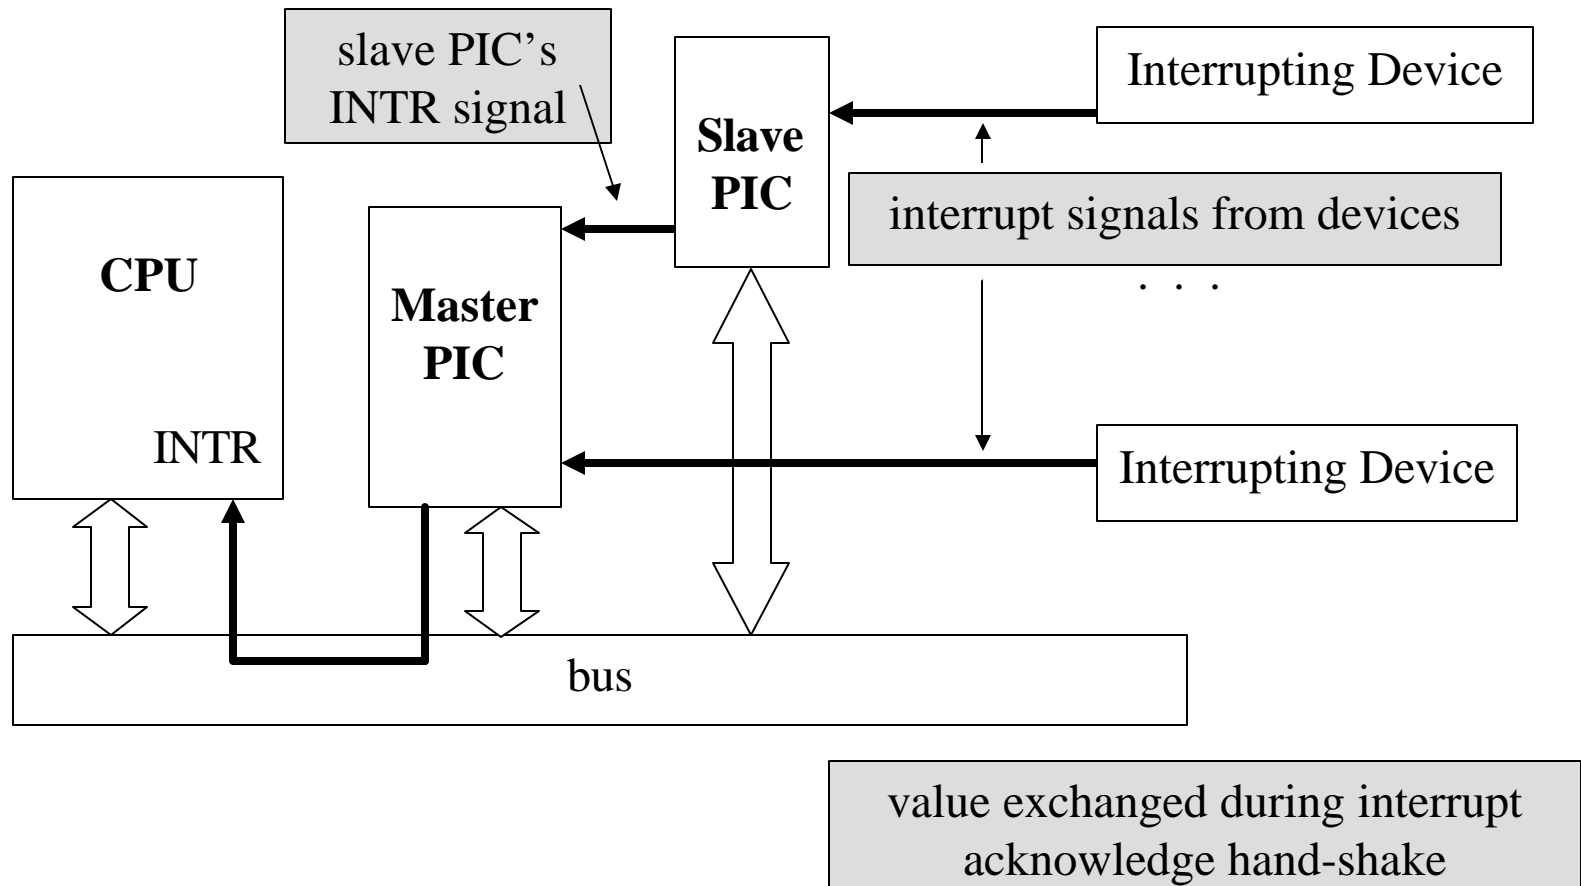 slave PIC's
INTR signal
Slave
PIC
Interrupting Device
interrupt signals from devices
. . .
CPU
INTR
Master
PIC
Interrupting Device
bus
value exchanged during interrupt
acknowledge hand-shake